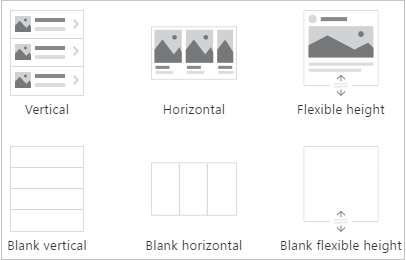 Vertical
Horizontal
Flexible height
Blank vertical
Blank horizontal
Blank flexible height